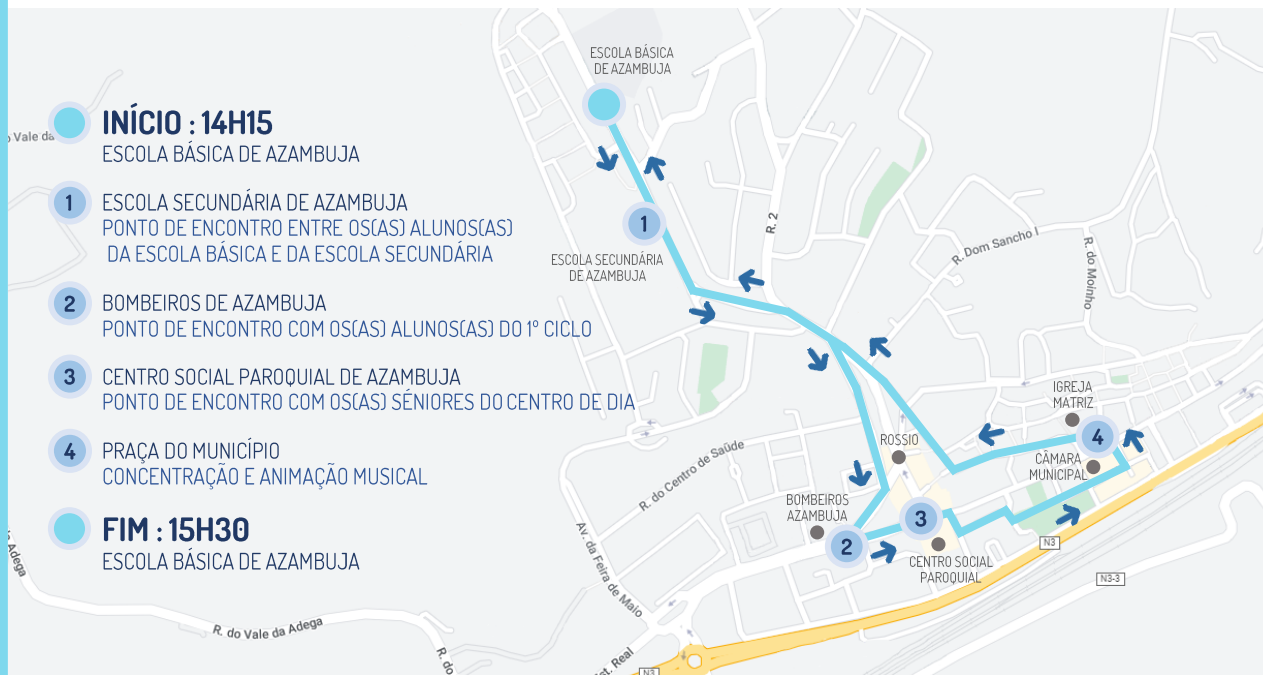 INÍCIO : 14H15
ESCOLA BÁSICA DE AZAMBUJA
1
ESCOLA SECUNDÁRIA DE AZAMBUJA
PONTO DE ENCONTRO ENTRE OS(AS) ALUNOS(AS)
DA ESCOLA BÁSICA E DA ESCOLA SECUNDÁRIA
2
BOMBEIROS DE AZAMBUJA
PONTO DE ENCONTRO COM OS(AS) ALUNOS(AS) DO 1º CICLO
3
CENTRO SOCIAL PAROQUIAL DE AZAMBUJA
PONTO DE ENCONTRO COM OS(AS) SÉNIORES DO CENTRO DE DIA
4
PRAÇA DO MUNICÍPIO
CONCENTRAÇÃO E ANIMAÇÃO MUSICAL
FIM : 15H30
ESCOLA BÁSICA DE AZAMBUJA
ESCOLA BÁSICA
DE AZAMBUJA
1
ESCOLA SECUNDÁRIA
DE AZAMBUJA
R. 2
R. Dom Sancho I
R. do Moinho
IGREJA
MATRIZ
4
CÂMARA
MUNICIPAL
ROSSIO
R. do Centro de Saúde
BOMBEIROS
AZAMBUJA
2
3
CENTRO SOCIAL
PAROQUIAL
N3
N3-3
Av. da Feira de Maio
Vale da
Adega
R. do Vale da Adega
R. do
st. Real
N3